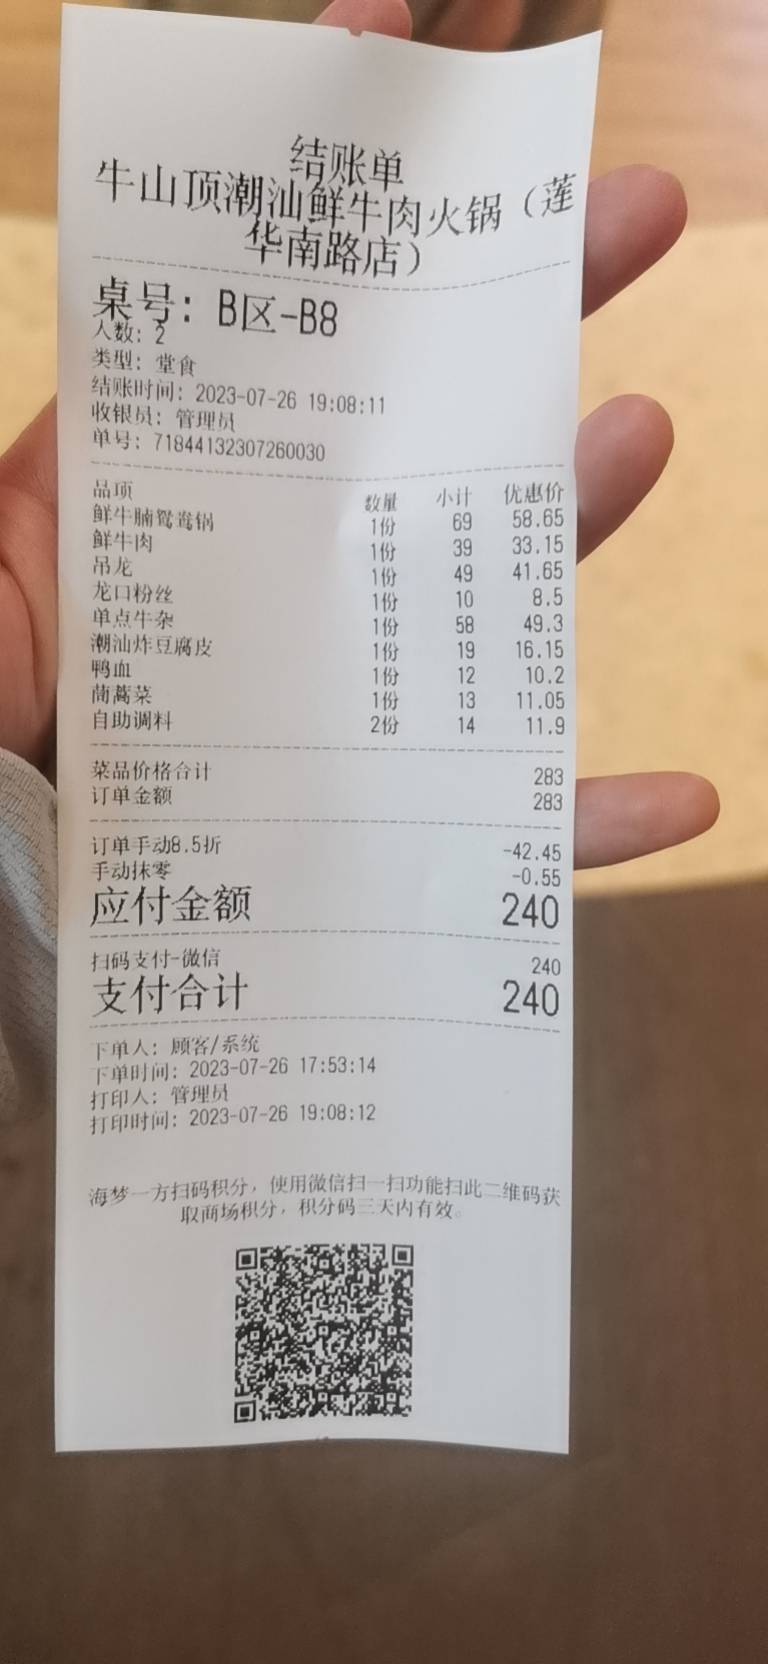 结账单
牛山顶潮汕鲜牛肉火锅（莲
华南路店）
桌号：B区-B8
人数：2
类型：堂食
结账时间：2023-07-26 19:08:11
收银员：管理员
单号：71844132307260030
品项 数量 小计 优惠价
鲜牛腩鸳鸯锅 1份 69 58.65
鲜牛肉 1份 39 33.15
吊龙 1份 49 41.65
龙口粉丝 1份 10 8.5
单点牛杂 1份 58 49.3
潮汕炸豆腐皮 1份 19 16.15
鸭血 1份 12 10.2
茼蒿菜 1份 13 11.05
自助调料 2份 14 11.9
菜品价格合计 283
订单金额 283
订单手动8.5折 -42.45
手动抹零 -0.55
应付金额 240
扫码支付-微信 240
支付合计 240
下单人：顾客/系统
下单时间：2023-07-26 17:53:14
打印人：管理员
打印时间：2023-07-26 19:08:12
海梦一方扫码积分，使用微信扫一扫功能扫此二维码获
取商场积分，积分码三天内有效。